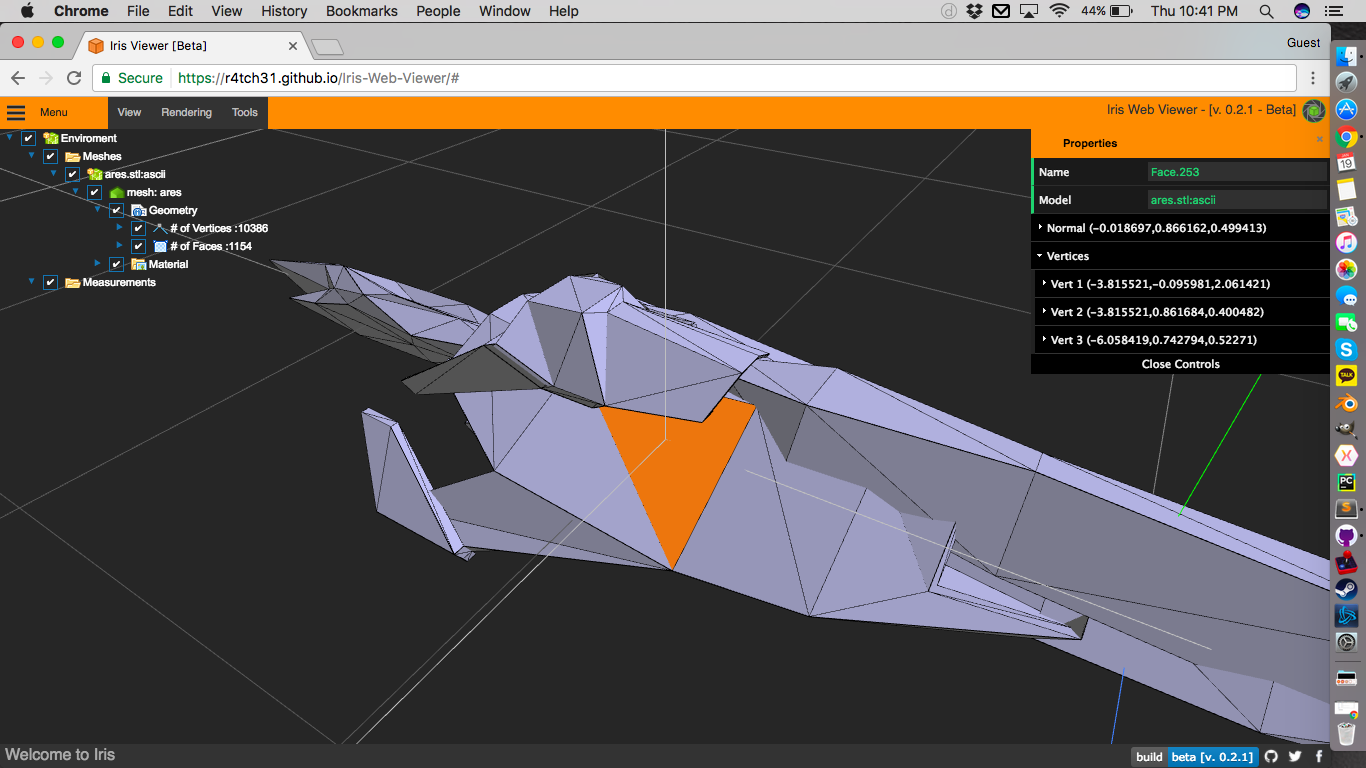 Chrome File Edit View History Bookmarks People Window Help 44% Thu 10:41 PM
Iris Viewer [Beta] Guest
Secure https://r4tch31.github.io/Iris-Web-Viewer/#
Menu View Rendering Tools Iris Web Viewer - [v. 0.2.1 - Beta]
Enviroment
Meshes
ares.stl:ascii
mesh: ares
Geometry
# of Vertices :10386
# of Faces :1154
Material
Measurements
Properties
Name Face.253
Model ares.stl:ascii
Normal (-0.018697,0.866162,0.499413)
Vertices
Vert 1 (-3.815521,-0.095981,2.061421)
Vert 2 (-3.815521,0.861684,0.400482)
Vert 3 (-6.058419,0.742794,0.52271)
Close Controls
19
TALK
PC
Welcome to Iris build beta [v. 0.2.1]